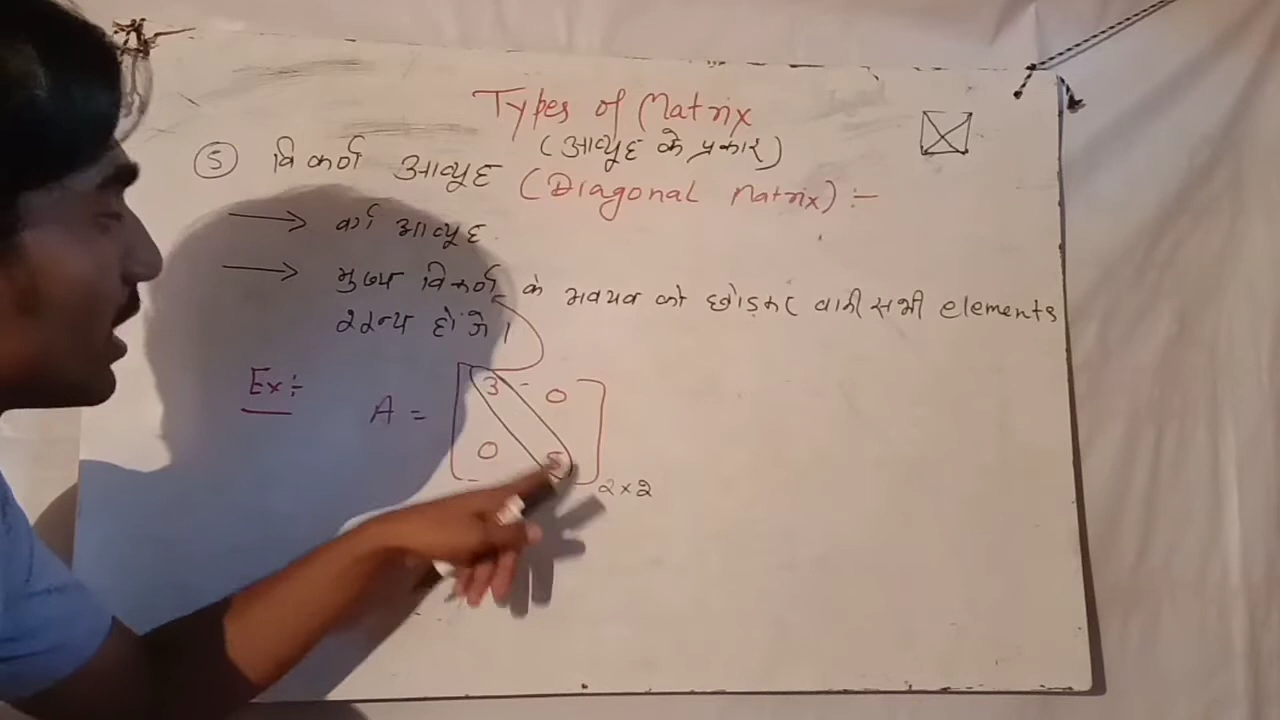 Types of Matrix
(आव्यूह के प्रकार)
5 विकर्ण आव्यूह (Diagonal Matrix) :-
→ वर्ग आव्यूह
→ मुख्य विकर्ण के अवयव को छोड़कर बाकी सभी elements
शून्य होंगे।
Ex:- A = [3 0
0 5] 2×2